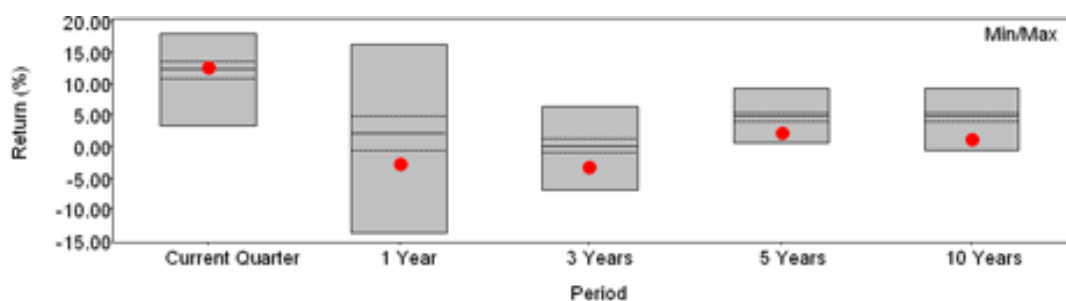 Min/Max
Return (%)
20.00
15.00
10.00
5.00
0.00
-5.00
-10.00
-15.00
Current Quarter 1 Year 3 Years 5 Years 10 Years
Period